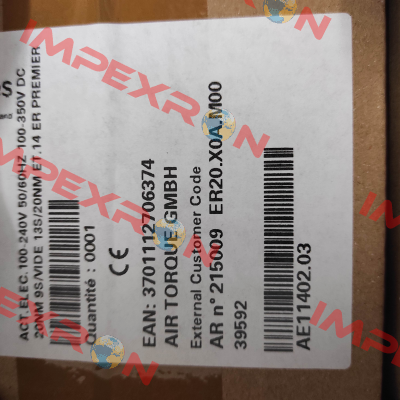 PS
ACT.ELEC.100-240V 50/60HZ 100-350V DC
20NM 9S/VIDE 13S/20NM ET.14 ER PREMIER
Quantité : 0001
CE
EAN: 3701112706374
AIR TORQUE GMBH
External Customer Code
AR n° 215009 ER20.X0A.M00
39592
AE11402.03
IMPEXRON
IMPEXRON
IMPEXRON